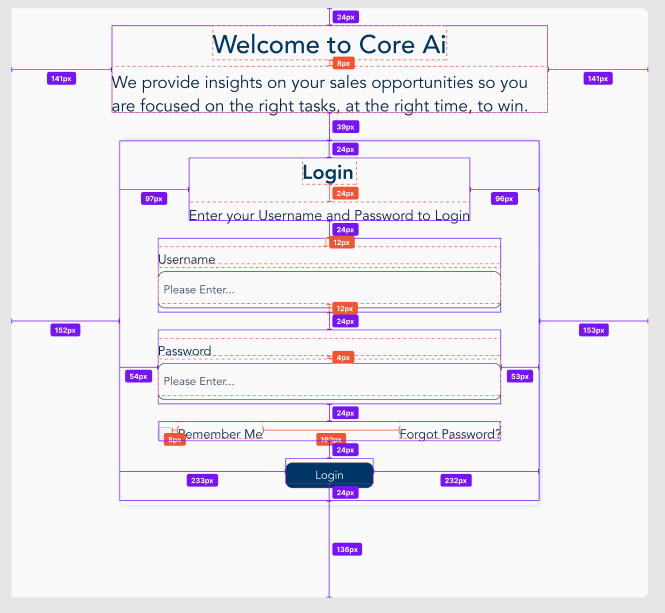 24px
Welcome to Core Ai
8px
141px
141px
We provide insights on your sales opportunities so you
are focused on the right tasks, at the right time, to win.
39px
24px
Login
24px
97px
96px
Enter your Username and Password to Login
24px
12px
Username
Please Enter...
12px
24px
152px
153px
Password
4px
54px
53px
Please Enter...
24px
Remember Me
Forgot Password?
8px
192px
24px
Login
233px
232px
24px
136px